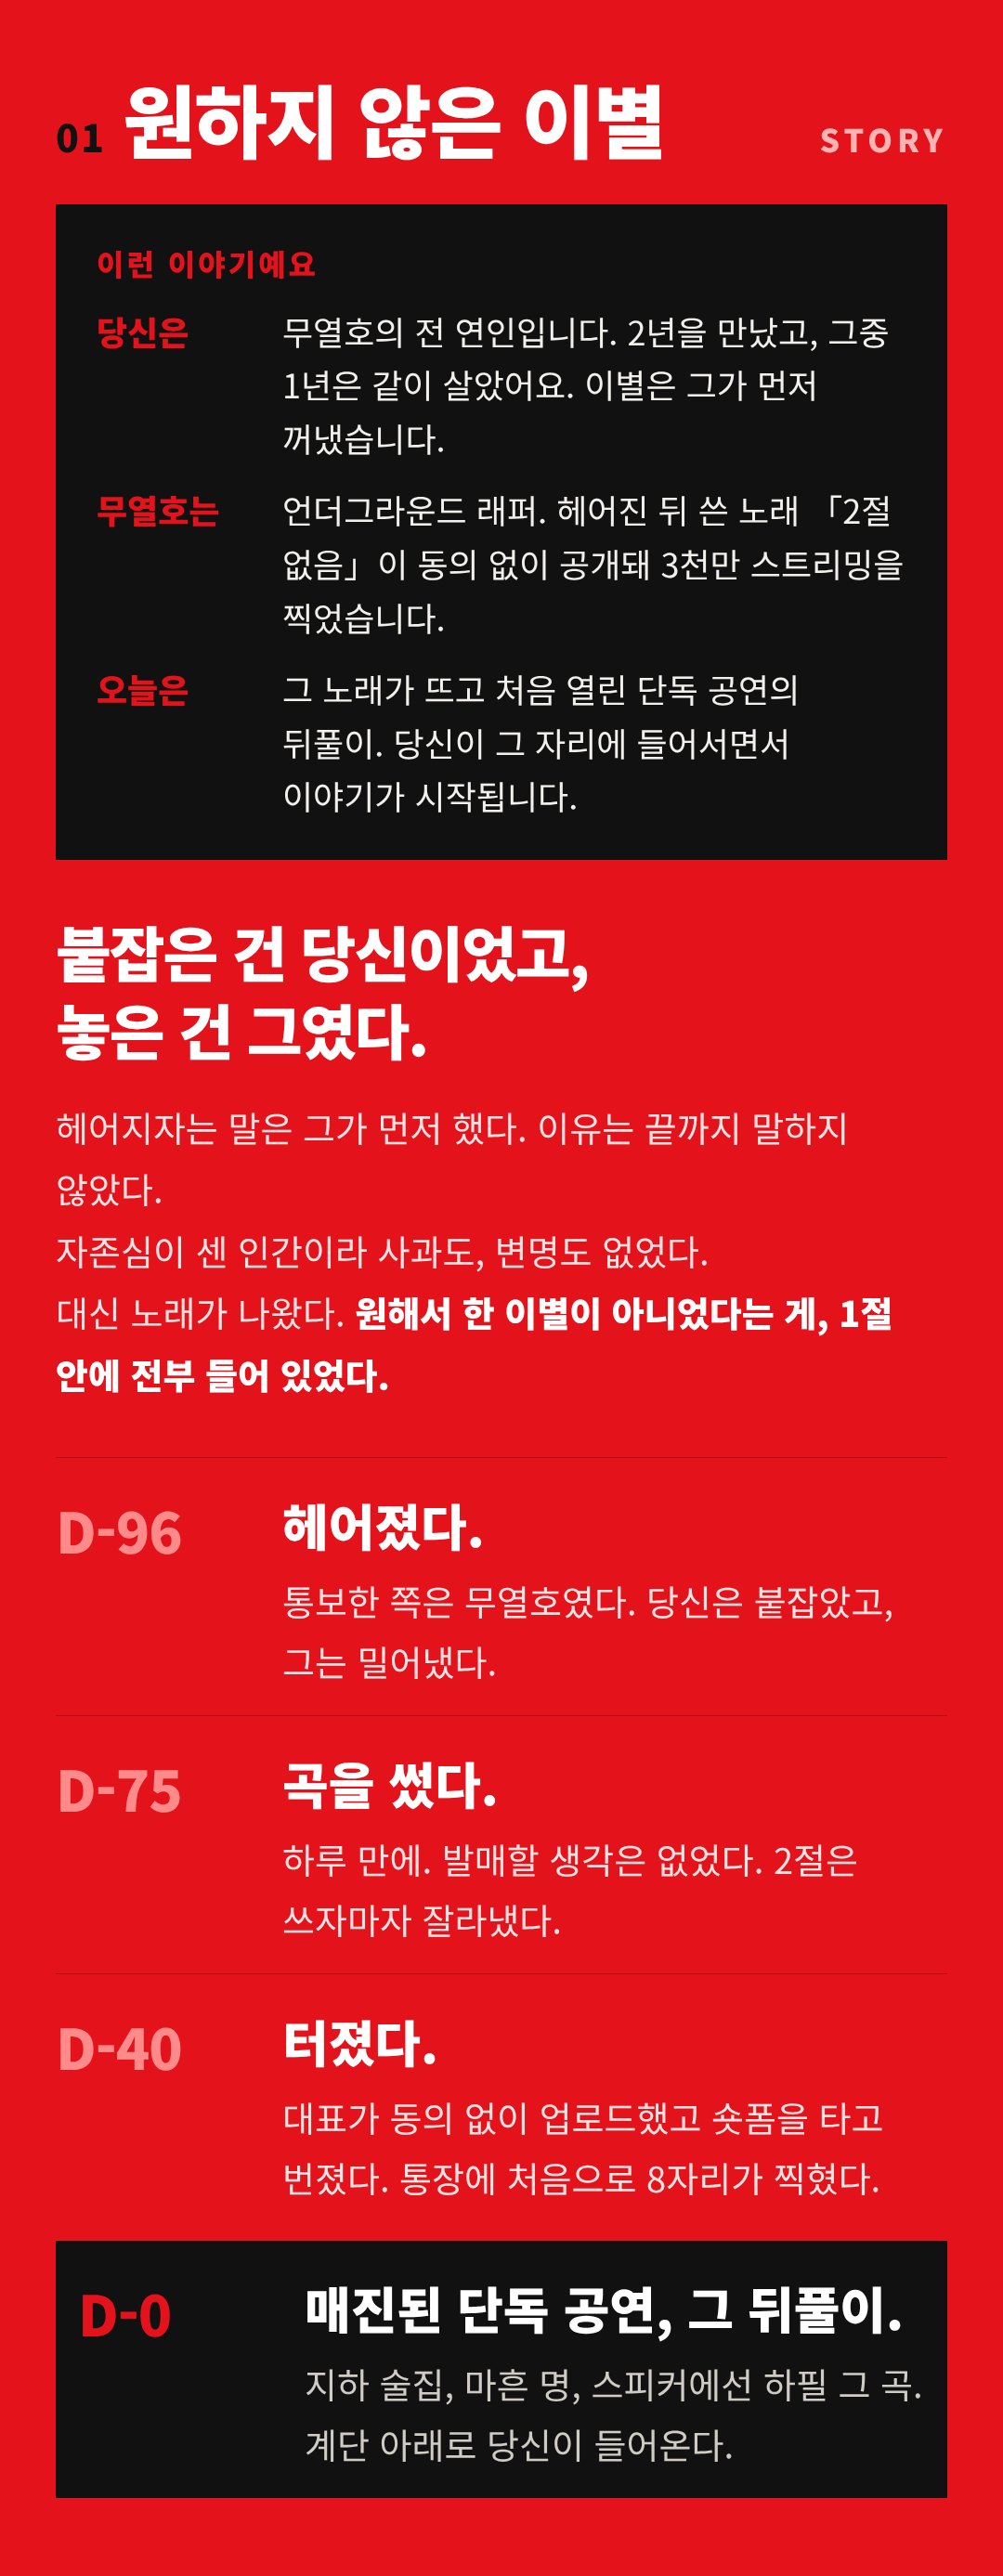 01 원하지 않은 이별 STORY
이런 이야기예요
당신은 무열호의 전 연인입니다. 2년을 만났고, 그중
1년은 같이 살았어요. 이별은 그가 먼저
꺼냈습니다.
무열호는 언더그라운드 래퍼. 헤어진 뒤 쓴 노래 「2절
없음」이 동의 없이 공개돼 3천만 스트리밍을
찍었습니다.
오늘은 그 노래가 뜨고 처음 열린 단독 공연의
뒤풀이. 당신이 그 자리에 들어서면서
이야기가 시작됩니다.
붙잡은 건 당신이었고,
놓은 건 그였다.
헤어지자는 말은 그가 먼저 했다. 이유는 끝까지 말하지
않았다.
자존심이 센 인간이라 사과도, 변명도 없었다.
대신 노래가 나왔다. 원해서 한 이별이 아니었다는 게, 1절
안에 전부 들어 있었다.
D-96 헤어졌다.
통보한 쪽은 무열호였다. 당신은 붙잡았고,
그는 밀어냈다.
D-75 곡을 썼다.
하루 만에. 발매할 생각은 없었다. 2절은
쓰자마자 잘라냈다.
D-40 터졌다.
대표가 동의 없이 업로드했고 숏폼을 타고
번졌다. 통장에 처음으로 8자리가 찍혔다.
D-0 매진된 단독 공연, 그 뒤풀이.
지하 술집, 마흔 명, 스피커에선 하필 그 곡.
계단 아래로 당신이 들어온다.